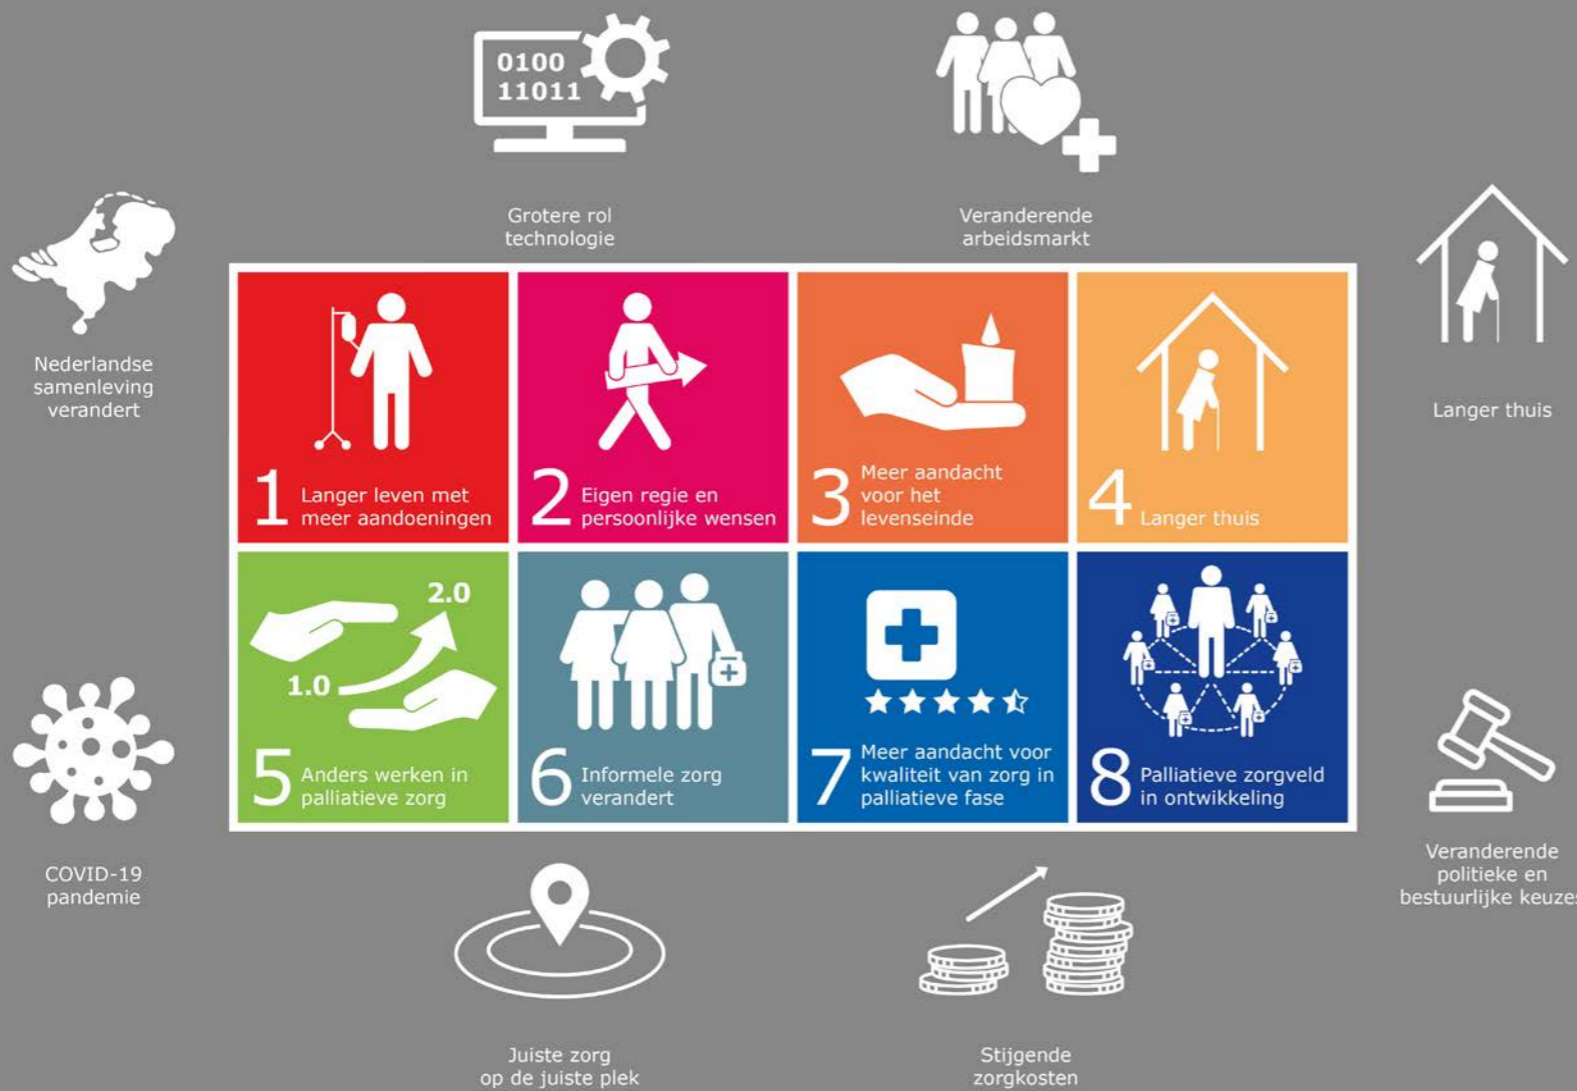 0100
11011
Grotere rol
technologie
Veranderende
arbeidsmarkt
Nederlandse
samenleving
verandert
Langer thuis
1 Langer leven met
meer aandoeningen
2 Eigen regie en
persoonlijke wensen
3 Meer aandacht
voor het
levenseinde
4 Langer thuis
2.0
1.0
5 Anders werken in
palliatieve zorg
6 Informele zorg
verandert
7 Meer aandacht voor
kwaliteit van zorg in
palliatieve fase
8 Palliatieve zorgveld
in ontwikkeling
COVID-19
pandemie
Veranderende
politieke en
bestuurlijke keuzes
Juiste zorg
op de juiste plek
Stijgende
zorgkosten